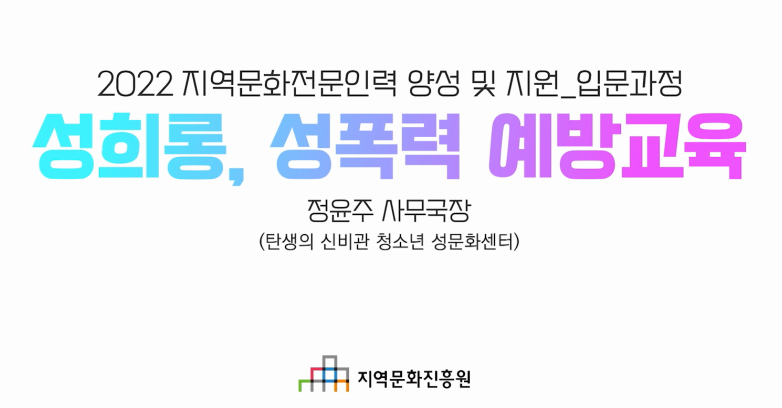 2022 지역문화전문인력 양성 및 지원_입문과정
성희롱, 성폭력 예방교육
정윤주 사무국장
(탄생의 신비관 청소년 성문화센터)
지역문화진흥원